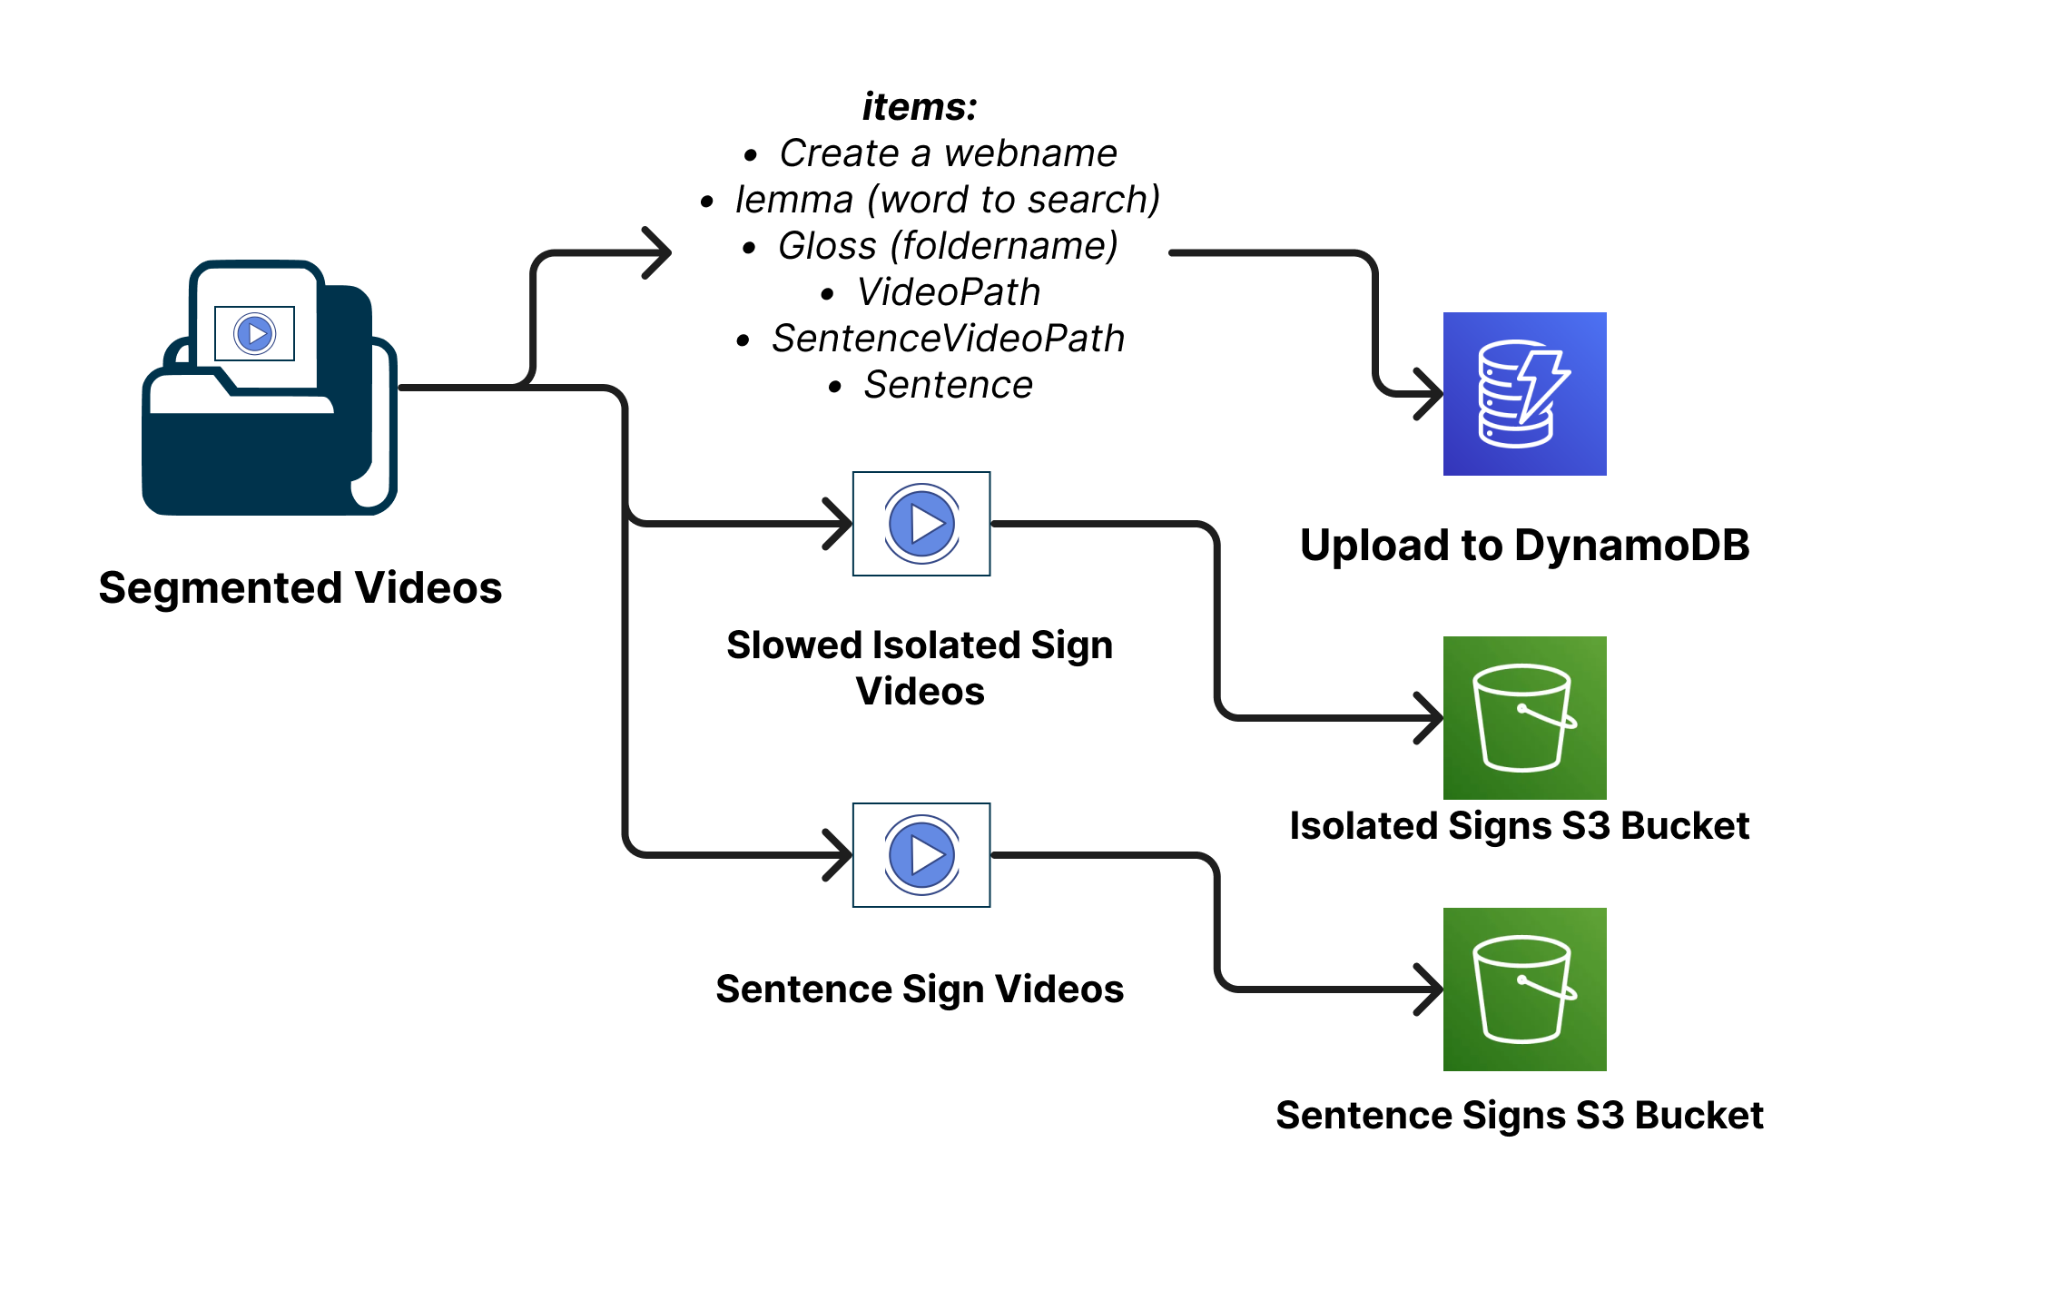 items:
• Create a webname
• lemma (word to search)
• Gloss (foldername)
• VideoPath
• SentenceVideoPath
• Sentence
Segmented Videos
Upload to DynamoDB
Slowed Isolated Sign
Videos
Isolated Signs S3 Bucket
Sentence Sign Videos
Sentence Signs S3 Bucket